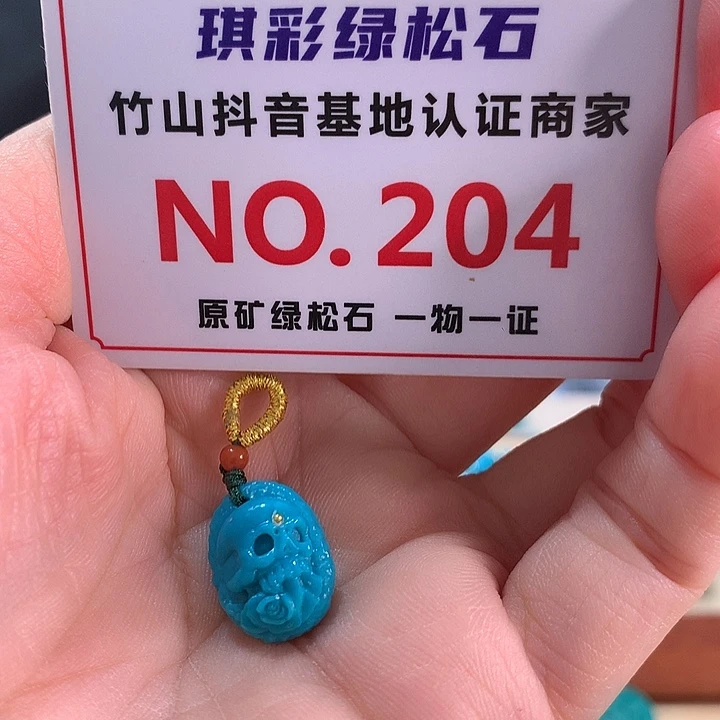 琪彩绿松石
竹山抖音基地认证商家
NO.204
原矿绿松石 一物一证